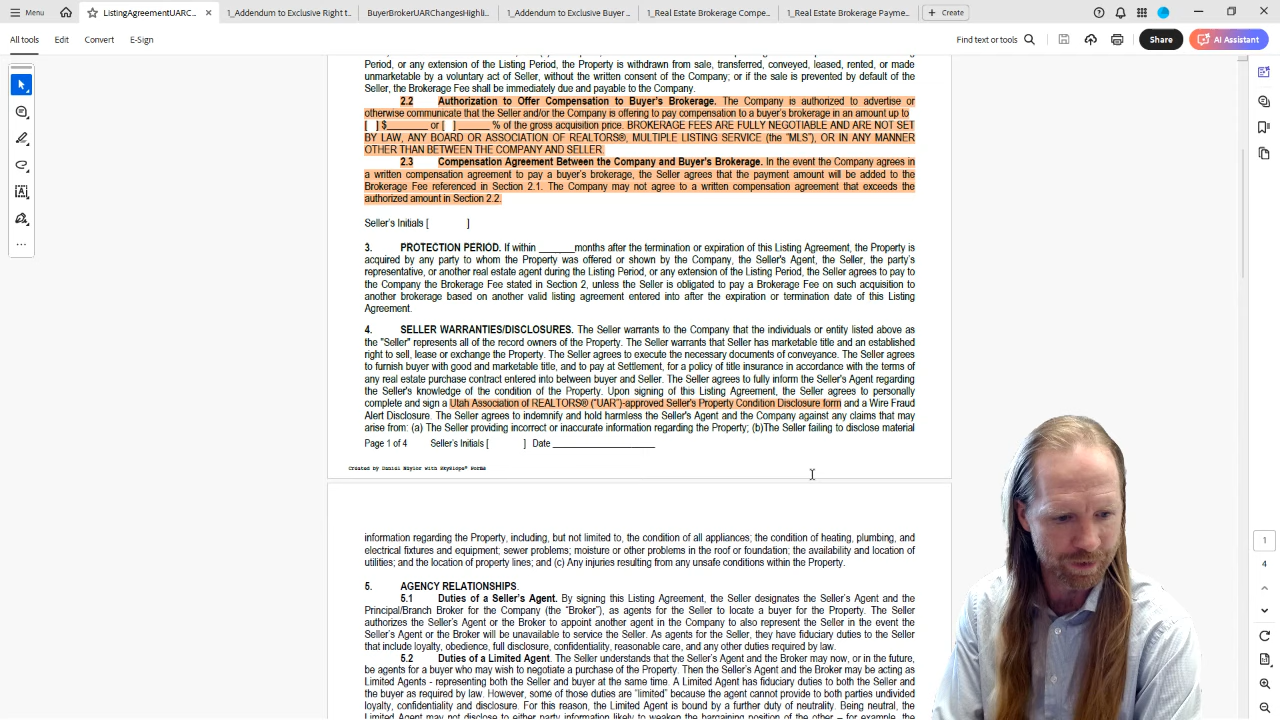 Menu
ListingAgreementUARC...
1_Addendum to Exclusive Right t...
BuyerBrokerUARChangesHighli...
1_Addendum to Exclusive Buyer ...
1_Real Estate Brokerage Compe...
1_Real Estate Brokerage Payme...
Create
All tools
Edit
Convert
E-Sign
Find text or tools
Share
AI Assistant
Period, or any extension of the Listing Period, the Property is withdrawn from sale, transferred, conveyed, leased, rented, or made
unmarketable by a voluntary act of Seller, without the written consent of the Company; or if the sale is prevented by default of the
Seller, the Brokerage Fee shall be immediately due and payable to the Company.
2.2 Authorization to Offer Compensation to Buyer's Brokerage. The Company is authorized to advertise or
otherwise communicate that the Seller and/or the Company is offering to pay compensation to a buyer's brokerage in an amount up to
[ ] $_______ or [ ] ______ % of the gross acquisition price. BROKERAGE FEES ARE FULLY NEGOTIABLE AND ARE NOT SET
BY LAW, ANY BOARD OR ASSOCIATION OF REALTORS®, MULTIPLE LISTING SERVICE (the "MLS"), OR IN ANY MANNER
OTHER THAN BETWEEN THE COMPANY AND SELLER.
2.3 Compensation Agreement Between the Company and Buyer's Brokerage. In the event the Company agrees in
a written compensation agreement to pay a buyer's brokerage, the Seller agrees that the payment amount will be added to the
Brokerage Fee referenced in Section 2.1. The Company may not agree to a written compensation agreement that exceeds the
authorized amount in Section 2.2.
Seller's Initials [ ]
3. PROTECTION PERIOD. If within _______months after the termination or expiration of this Listing Agreement, the Property is
acquired by any party to whom the Property was offered or shown by the Company, the Seller's Agent, the Seller, the party's
representative, or another real estate agent during the Listing Period, or any extension of the Listing Period, the Seller agrees to pay to
the Company the Brokerage Fee stated in Section 2, unless the Seller is obligated to pay a Brokerage Fee on such acquisition to
another brokerage based on another valid listing agreement entered into after the expiration or termination date of this Listing
Agreement.
4. SELLER WARRANTIES/DISCLOSURES. The Seller warrants to the Company that the individuals or entity listed above as
the "Seller" represents all of the record owners of the Property. The Seller warrants that Seller has marketable title and an established
right to sell, lease or exchange the Property. The Seller agrees to execute the necessary documents of conveyance. The Seller agrees
to furnish buyer with good and marketable title, and to pay at Settlement, for a policy of title insurance in accordance with the terms of
any real estate purchase contract entered into between buyer and Seller. The Seller agrees to fully inform the Seller's Agent regarding
the Seller's knowledge of the condition of the Property. Upon signing of this Listing Agreement, the Seller agrees to personally
complete and sign a Utah Association of REALTORS® ("UAR")-approved Seller's Property Condition Disclosure form and a Wire Fraud
Alert Disclosure. The Seller agrees to indemnify and hold harmless the Seller's Agent and the Company against any claims that may
arise from: (a) The Seller providing incorrect or inaccurate information regarding the Property; (b)The Seller failing to disclose material
Page 1 of 4 Seller's Initials [ ] Date ____________________
Created by Daniel Naylor with SkySlope® Forms
information regarding the Property, including, but not limited to, the condition of all appliances; the condition of heating, plumbing, and
electrical fixtures and equipment; sewer problems; moisture or other problems in the roof or foundation; the availability and location of
utilities; and the location of property lines; and (c) Any injuries resulting from any unsafe conditions within the Property.
5. AGENCY RELATIONSHIPS.
5.1 Duties of a Seller's Agent. By signing this Listing Agreement, the Seller designates the Seller's Agent and the
Principal/Branch Broker for the Company (the "Broker"), as agents for the Seller to locate a buyer for the Property. The Seller
authorizes the Seller's Agent or the Broker to appoint another agent in the Company to also represent the Seller in the event the
Seller's Agent or the Broker will be unavailable to service the Seller. As agents for the Seller, they have fiduciary duties to the Seller
that include loyalty, obedience, full disclosure, confidentiality, reasonable care, and any other duties required by law.
5.2 Duties of a Limited Agent. The Seller understands that the Seller's Agent and the Broker may now, or in the future,
be agents for a buyer who may wish to negotiate a purchase of the Property. Then the Seller's Agent and the Broker may be acting as
Limited Agents - representing both the Seller and buyer at the same time. A Limited Agent has fiduciary duties to both the Seller and
the buyer as required by law. However, some of those duties are "limited" because the agent cannot provide to both parties undivided
loyalty, confidentiality and disclosure. For this reason, the Limited Agent is bound by a further duty of neutrality. Being neutral, the
Limited Agent may not disclose to either party information likely to weaken the bargaining position of the other – for example, the
1
4